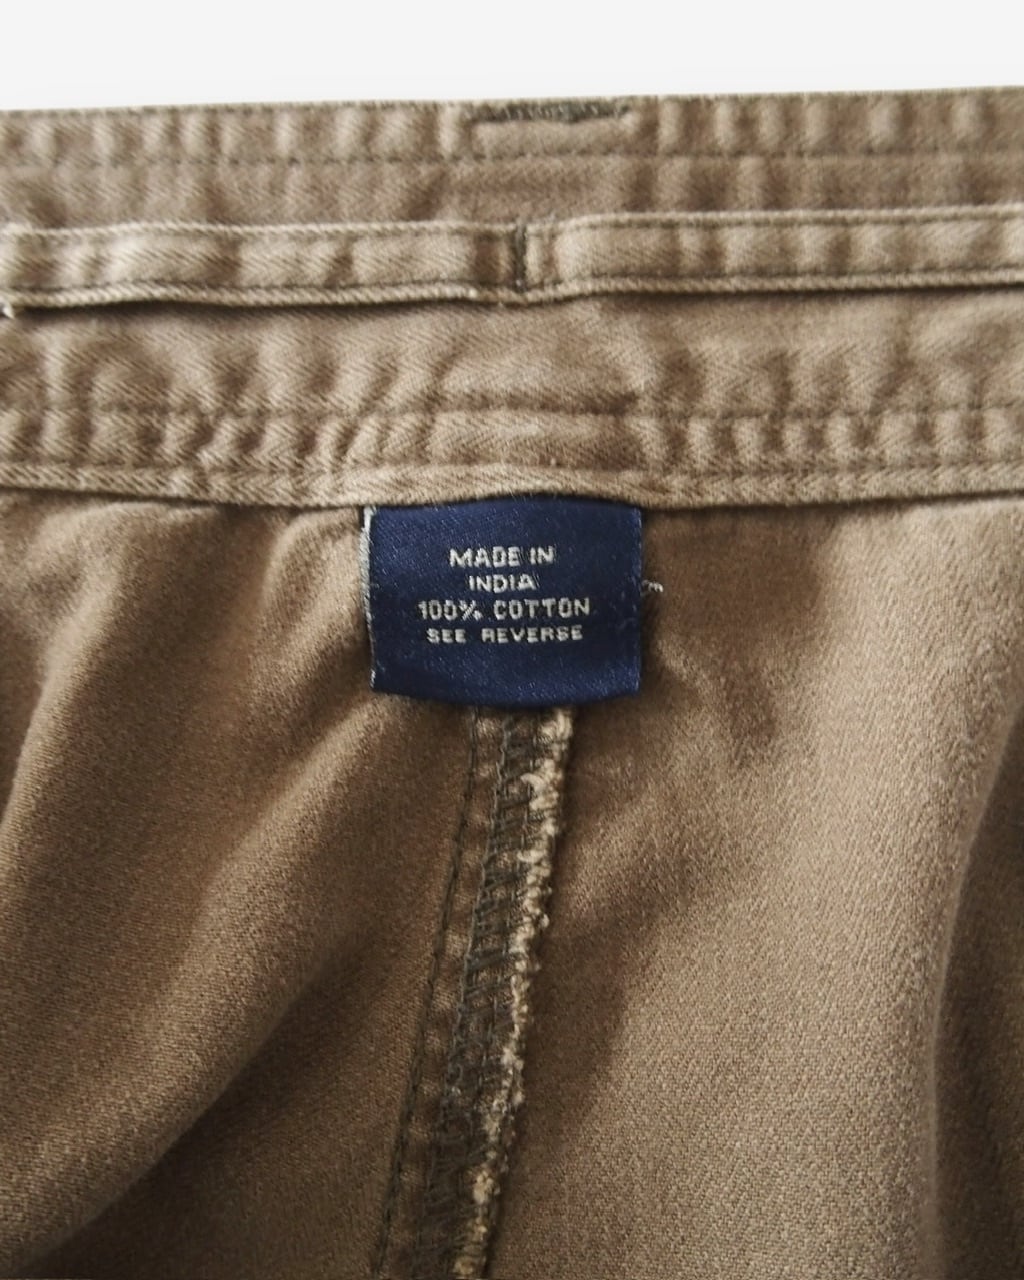 MADE IN
INDIA
100% COTTON
SEE REVERSE